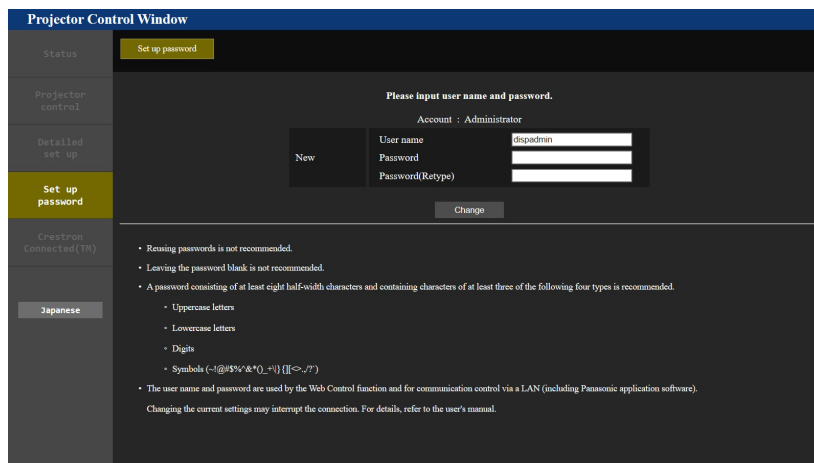 Projector Control Window
Status
Set up password
Projector
control
Detailed
set up
Set up
password
Crestron
Connected(TM)
Japanese
Please input user name and password.
Account : Administrator
New
User name
dispadmin
Password
Password(Retype)
Change
• Reusing passwords is not recommended.
• Leaving the password blank is not recommended.
• A password consisting of at least eight half-width characters and containing characters of at least three of the following four types is recommended.
◦ Uppercase letters
◦ Lowercase letters
◦ Digits
◦ Symbols (~!@#$%^&*()_+\|}{][<>.,/?`)
• The user name and password are used by the Web Control function and for communication control via a LAN (including Panasonic application software).
Changing the current settings may interrupt the connection. For details, refer to the user's manual.